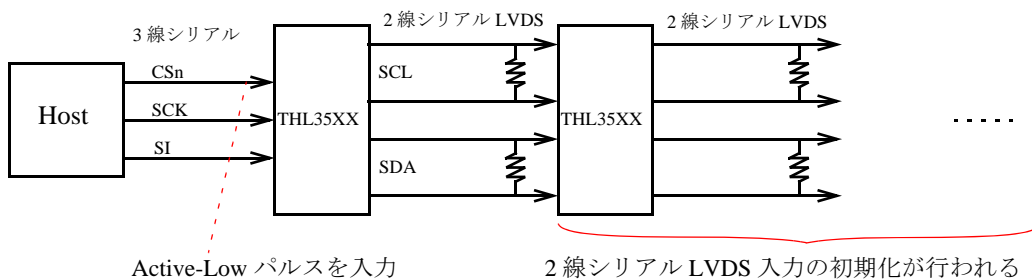 3 線シリアル
2 線シリアル LVDS
2 線シリアル LVDS
Host
CSn
SCK
SI
THL35XX
SCL
SDA
THL35XX
Active-Low パルスを入力
2 線シリアル LVDS 入力の初期化が行われる